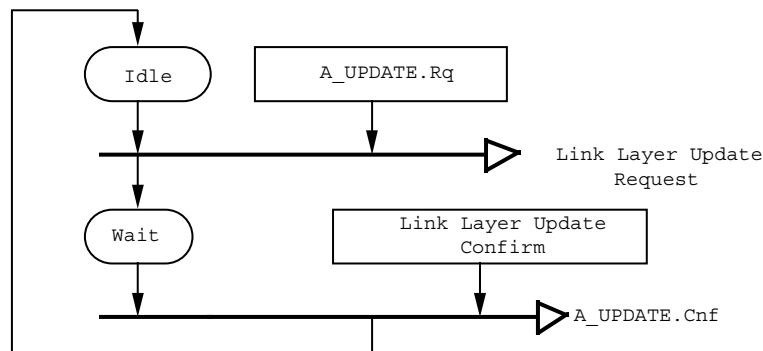 Idle
A_UPDATE.Rq
Link Layer Update
Request
Wait
Link Layer Update
Confirm
A_UPDATE.Cnf